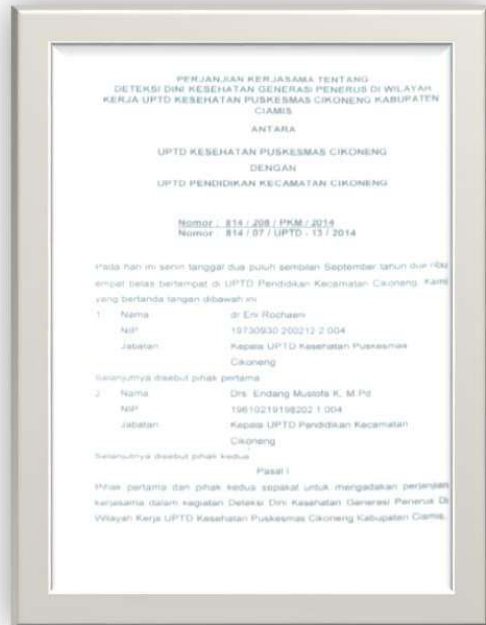 PERJANJIAN KERJASAMA TENTANG
DETEKSI DINI KESEHATAN GENERASI PENERUS DI WILAYAH
KERJA UPTD KESEHATAN PUSKESMAS CIKONENG KABUPATEN
CIAMIS
ANTARA
UPTD KESEHATAN PUSKESMAS CIKONENG
DENGAN
UPTD PENDIDIKAN KECAMATAN CIKONENG
Nomor : 814 / 208 / PKM / 2014
Nomor : 814 / 07 / UPTD - 13 / 2014
Pada hari ini senin tanggal dua puluh sembilan September tahun dua ribu
empat belas bertempat di UPTD Pendidikan Kecamatan Cikoneng. Kami
yang bertanda tangan dibawah ini
1 Nama dr Eni Rochaeni
NIP 19730930 200212 2 004
Jabatan Kepala UPTD Kesehatan Puskesmas
Cikoneng
Selanjutnya disebut pihak pertama
2 Nama Drs. Endang Mustofa K, M.Pd
NIP 19610219198202 1 004
Jabatan Kepala UPTD Pendidikan Kecamatan
Cikoneng
Selanjutnya disebut pihak kedua
Pasal I
Pihak pertama dan pihak kedua sepakat untuk mengadakan perjanjian
kerjasama dalam kegiatan Deteksi Dini Kesehatan Generasi Penerus Di
Wilayah Kerja UPTD Kesehatan Puskesmas Cikoneng Kabupaten Ciamis.